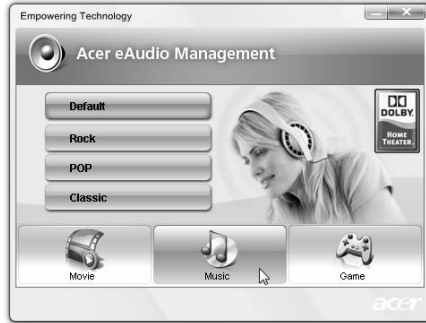 Empowering Technology
Acer eAudio Management
Default
Rock
POP
Classic
DOLBY
HOME
THEATER
Movie
Music
Game
acer